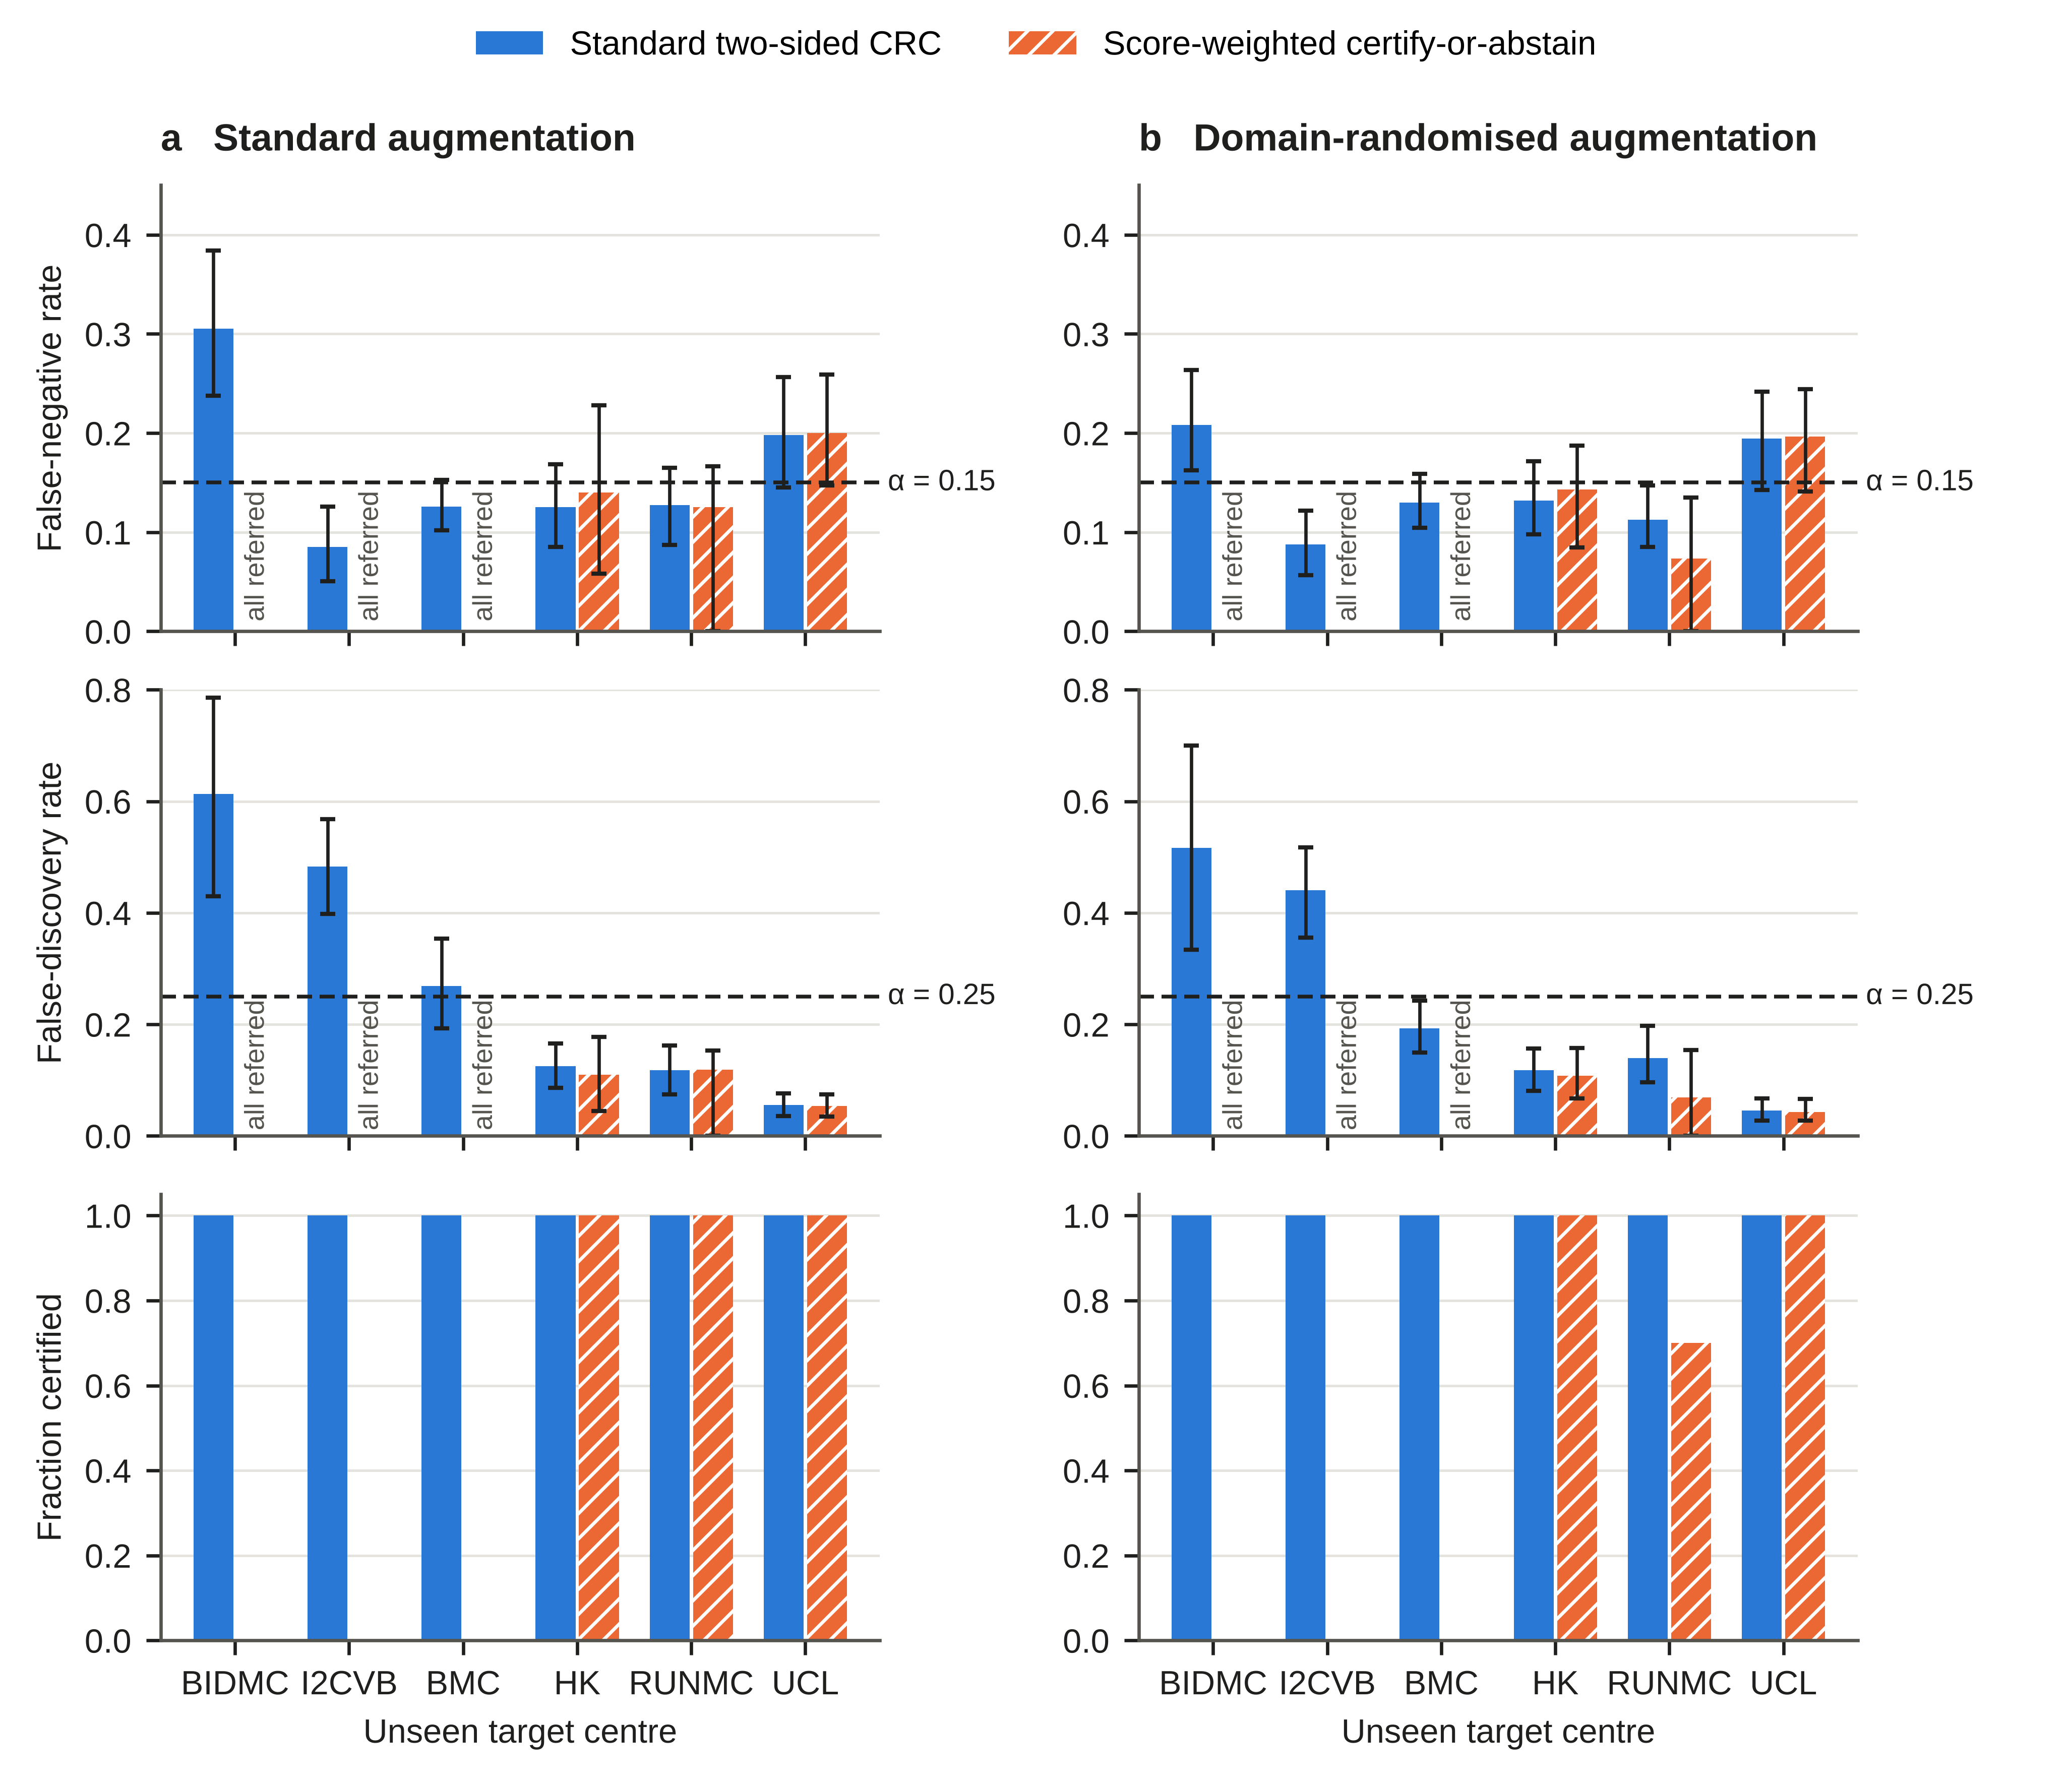 Standard two-sided CRC
Score-weighted certify-or-abstain
a Standard augmentation
b Domain-randomised augmentation
False-negative rate
0.4
0.3
0.2
0.1
0.0
all referred
all referred
all referred
α = 0.15
0.4
0.3
0.2
0.1
0.0
all referred
all referred
all referred
α = 0.15
False-discovery rate
0.8
0.6
0.4
0.2
0.0
all referred
all referred
all referred
α = 0.25
0.8
0.6
0.4
0.2
0.0
all referred
all referred
all referred
α = 0.25
Fraction certified
1.0
0.8
0.6
0.4
0.2
0.0
BIDMC I2CVB BMC HK RUNMC UCL
Unseen target centre
1.0
0.8
0.6
0.4
0.2
0.0
BIDMC I2CVB BMC HK RUNMC UCL
Unseen target centre